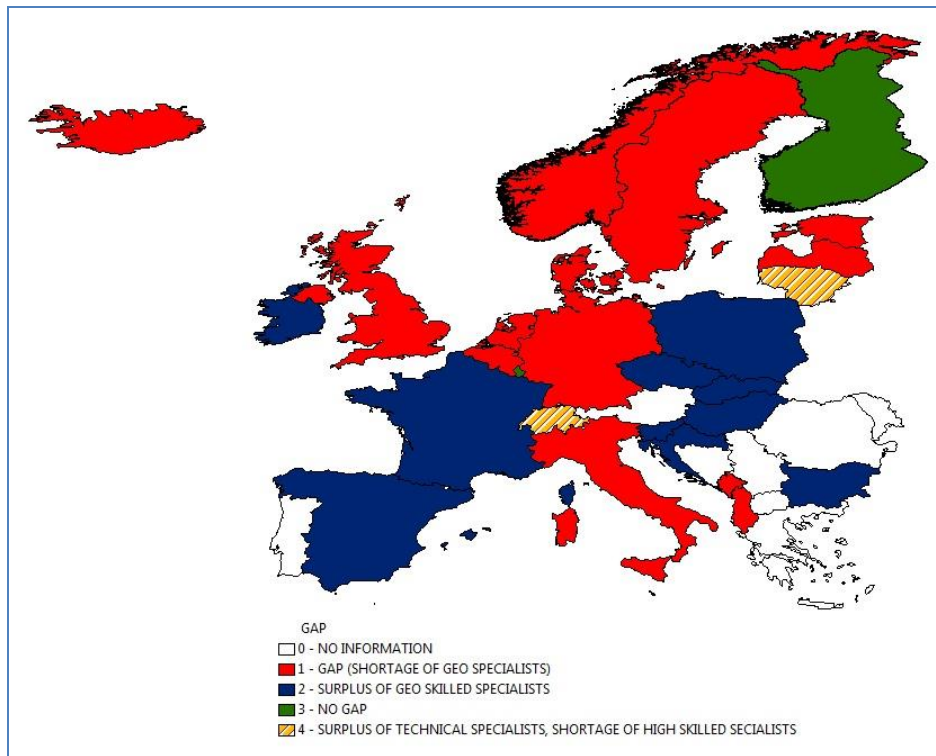 GAP
0 - NO INFORMATION
1 - GAP (SHORTAGE OF GEO SPECIALISTS)
2 - SURPLUS OF GEO SKILLED SPECIALISTS
3 - NO GAP
4 - SURPLUS OF TECHNICAL SPECIALISTS, SHORTAGE OF HIGH SKILLED SECIALISTS